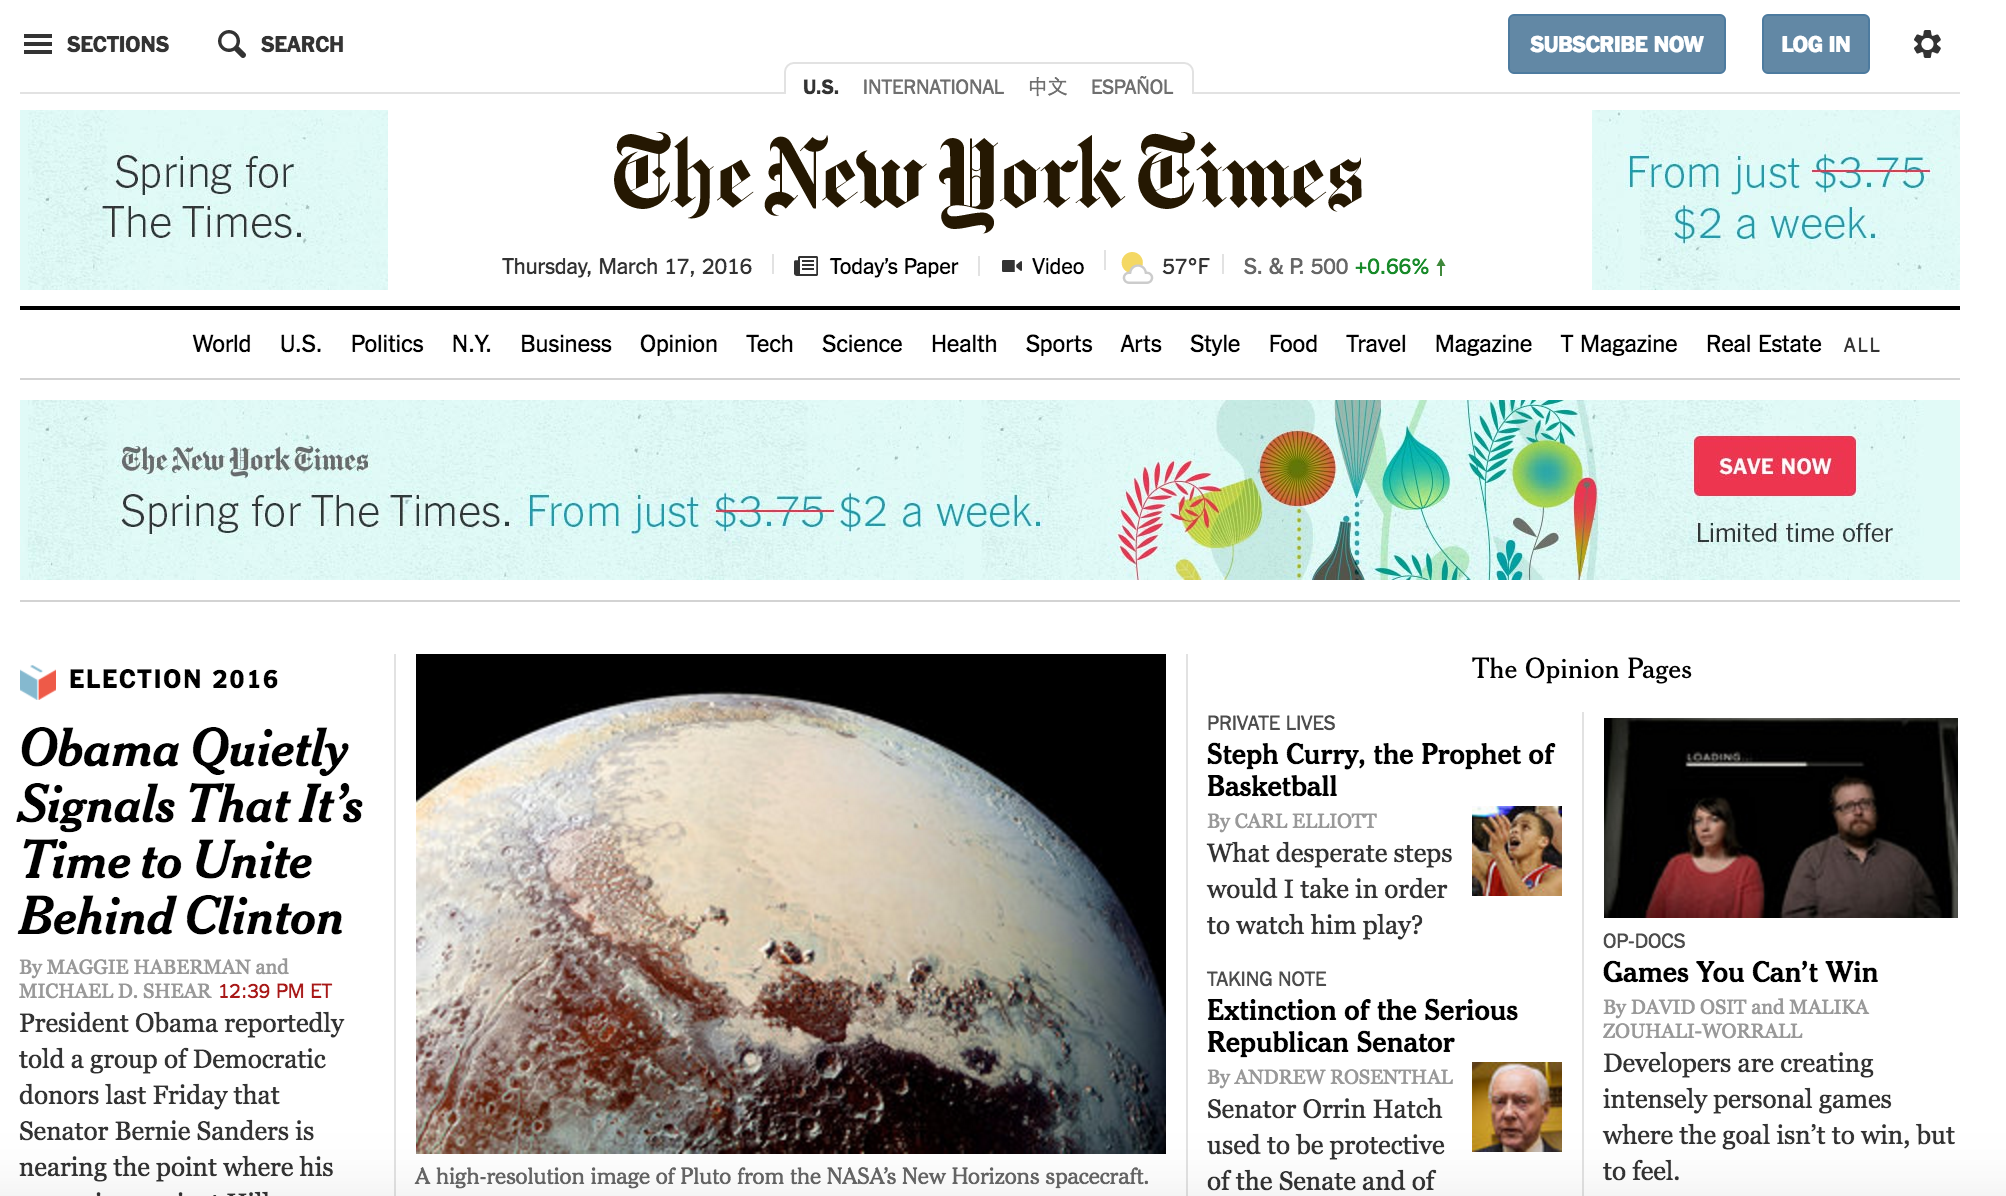 SECTIONS
SEARCH
SUBSCRIBE NOW
LOG IN
U.S. INTERNATIONAL 中文 ESPAÑOL
Spring for
The Times.
The New York Times
From just $3.75
$2 a week.
Thursday, March 17, 2016
Today's Paper
Video
57°F
S. & P. 500 +0.66% ↑
World U.S. Politics N.Y. Business Opinion Tech Science Health Sports Arts Style Food Travel Magazine T Magazine Real Estate ALL
The New York Times
Spring for The Times. From just $3.75 $2 a week.
SAVE NOW
Limited time offer
ELECTION 2016
Obama Quietly
Signals That It's
Time to Unite
Behind Clinton
By MAGGIE HABERMAN and
MICHAEL D. SHEAR 12:39 PM ET
President Obama reportedly
told a group of Democratic
donors last Friday that
Senator Bernie Sanders is
nearing the point where his
A high-resolution image of Pluto from the NASA's New Horizons spacecraft.
The Opinion Pages
PRIVATE LIVES
Steph Curry, the Prophet of
Basketball
By CARL ELLIOTT
What desperate steps
would I take in order
to watch him play?
TAKING NOTE
Extinction of the Serious
Republican Senator
By ANDREW ROSENTHAL
Senator Orrin Hatch
used to be protective
of the Senate and of
LOADING...
OP-DOCS
Games You Can't Win
By DAVID OSIT and MALIKA
ZOUHALI-WORRALL
Developers are creating
intensely personal games
where the goal isn't to win, but
to feel.